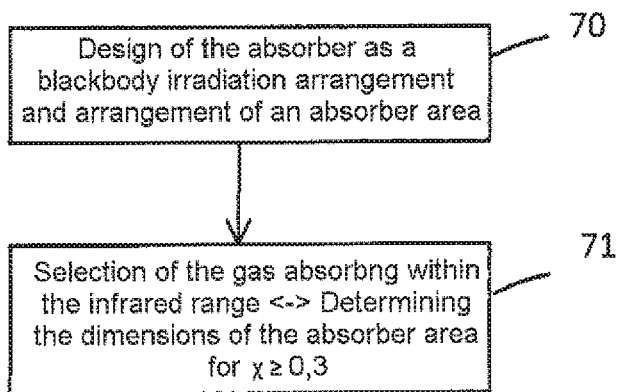 70
Design of the absorber as a
blackbody irradiation arrangement
and arrangement of an absorber area
71
Selection of the gas absorbng within
the infrared range <-> Determining
the dimensions of the absorber area
for χ ≥ 0,3